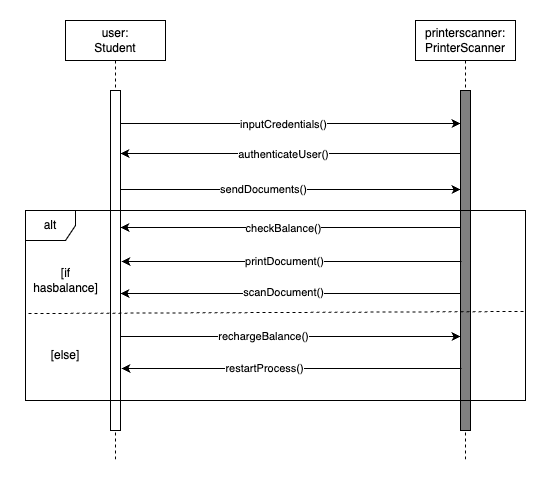 user:
Student
printerscanner:
PrinterScanner
inputCredentials()
authenticateUser()
sendDocuments()
alt
checkBalance()
[if
hasbalance]
printDocument()
scanDocument()
rechargeBalance()
[else]
restartProcess()